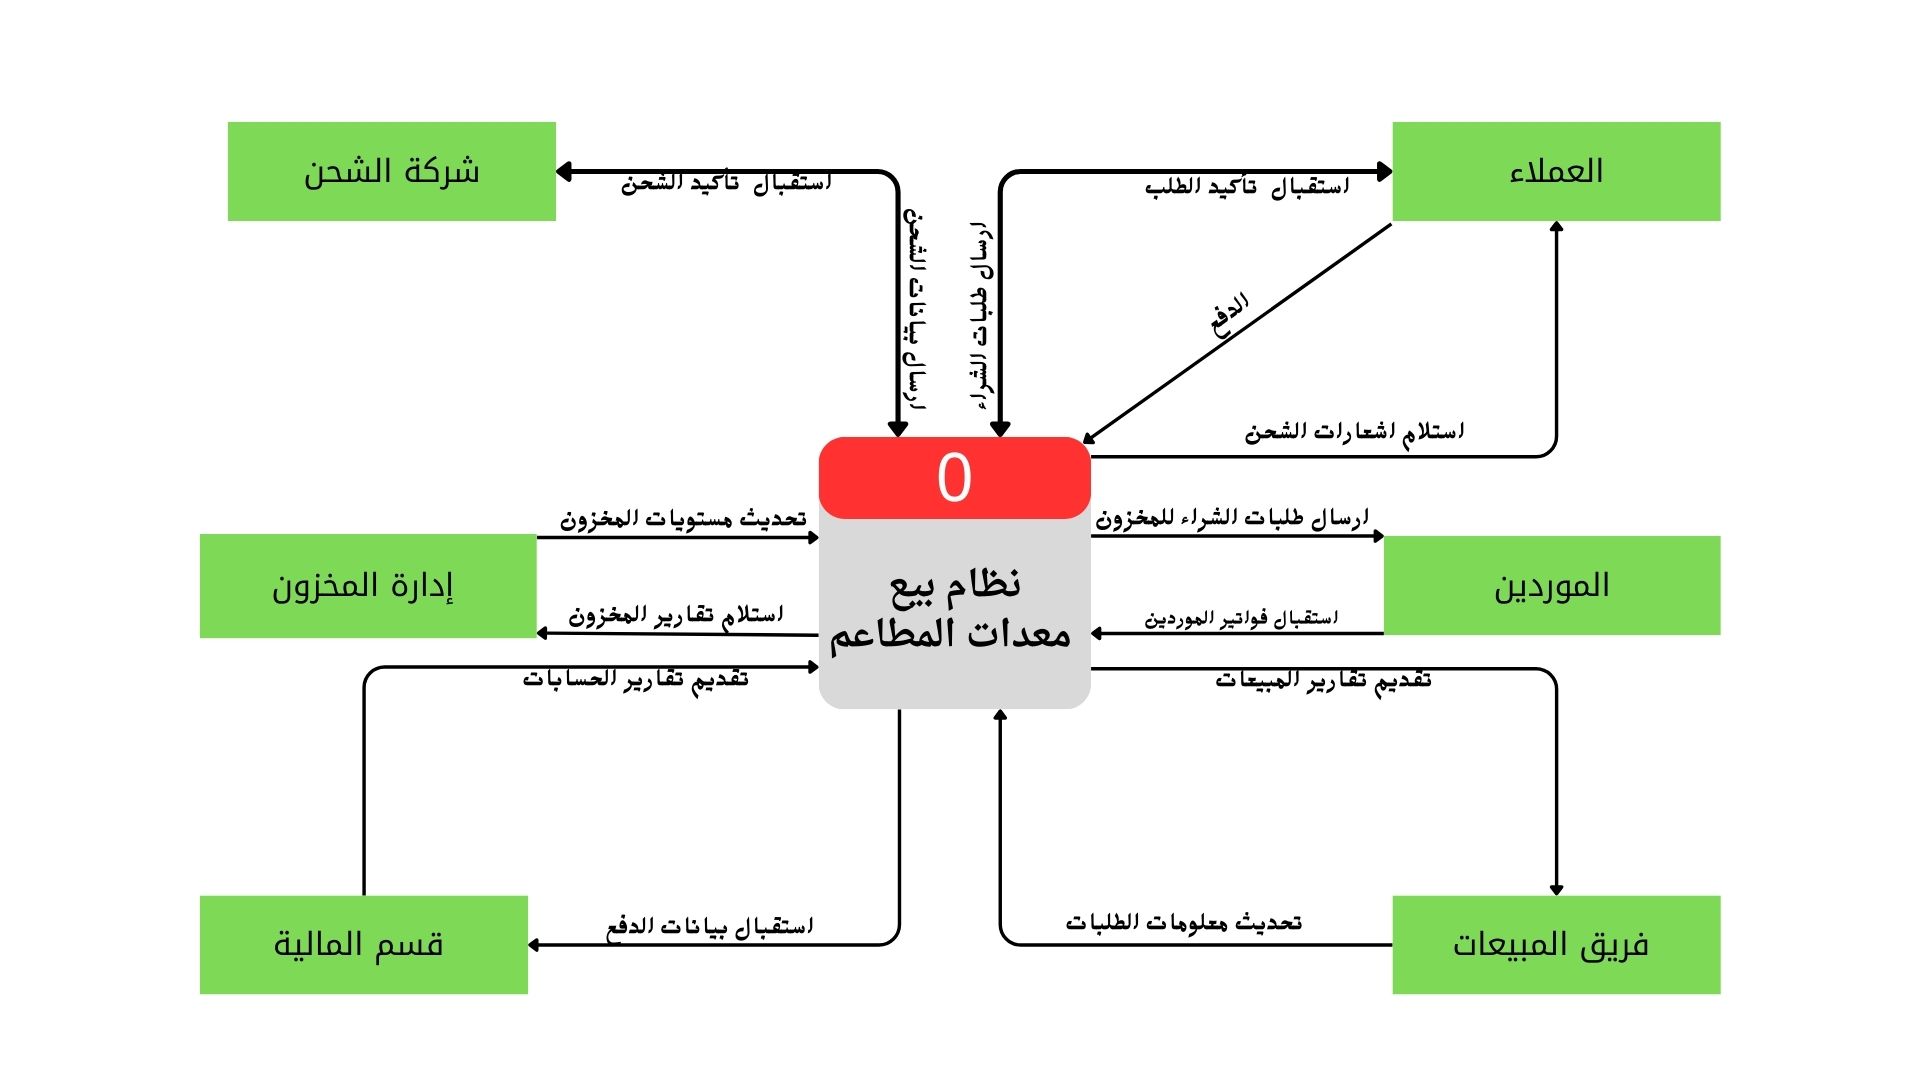 العملاء
شركة الشحن
استقبال تأكيد الطلب
استقبال تأكيد الشحن
ارسال طلبات الشراء
ارسال بيانات الشحن
الدفع
استلام اشعارات الشحن
0
نظام بيع
معدات المطاعم
ارسال طلبات الشراء للمخزون
تحديث مستويات المخزون
الموردين
إدارة المخزون
استقبال فواتير الموردين
استلام تقارير المخزون
تقديم تقارير المبيعات
تقديم تقارير الحسابات
تحديث معلومات الطلبات
استقبال بيانات الدفع
فريق المبيعات
قسم المالية